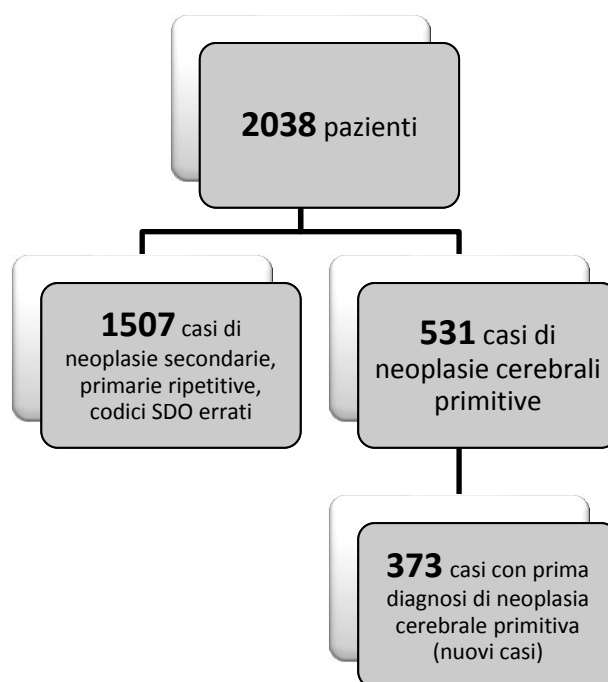 2038 pazienti
1507 casi di
neoplasie secondarie,
primarie ripetitive,
codici SDO errati
531 casi di
neoplasie cerebrali
primitive
373 casi con prima
diagnosi di neoplasia
cerebrale primitiva
(nuovi casi)